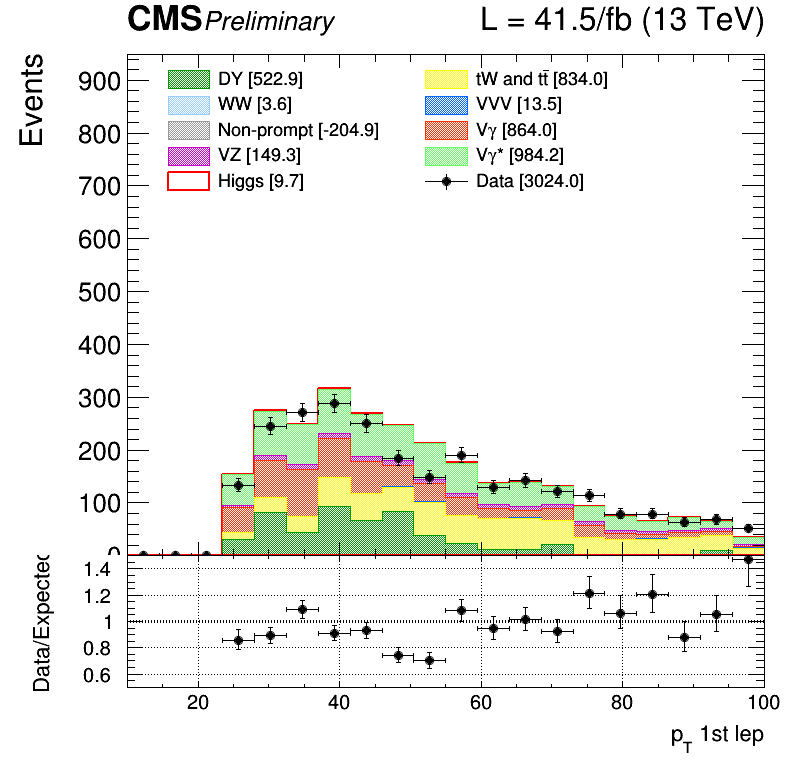 CMS Preliminary L = 41.5/fb (13 TeV)
Events
900
800
700
600
500
400
300
200
100
0
DY [522.9]
WW [3.6]
Non-prompt [-204.9]
VZ [149.3]
Higgs [9.7]
tW and tt̄ [834.0]
VVV [13.5]
Vγ [864.0]
Vγ* [984.2]
Data [3024.0]
Data/Expected
1.4
1.2
1
0.8
0.6
20 40 60 80 100
pT 1st lep